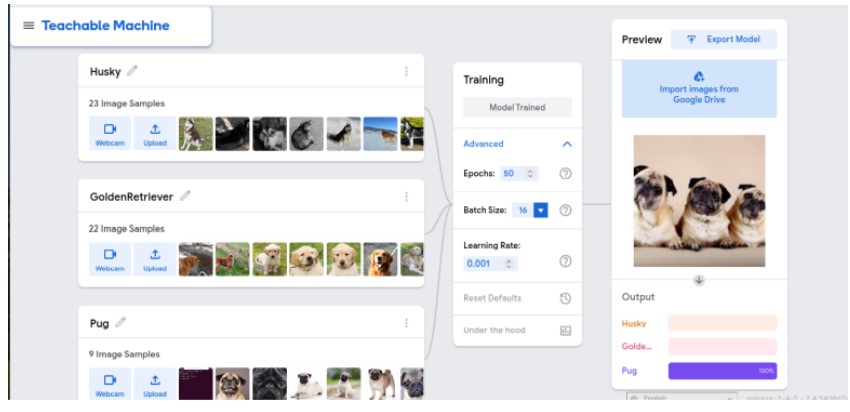 Teachable Machine
Husky
23 Image Samples
Webcam
Upload
GoldenRetriever
22 Image Samples
Webcam
Upload
Pug
9 Image Samples
Webcam
Upload
Training
Model Trained
Advanced
Epochs: 50
Batch Size: 16
Learning Rate:
0.001
Reset Defaults
Under the hood
Preview
Export Model
Import images from
Google Drive
Output
Husky
Golde...
Pug
100%
English